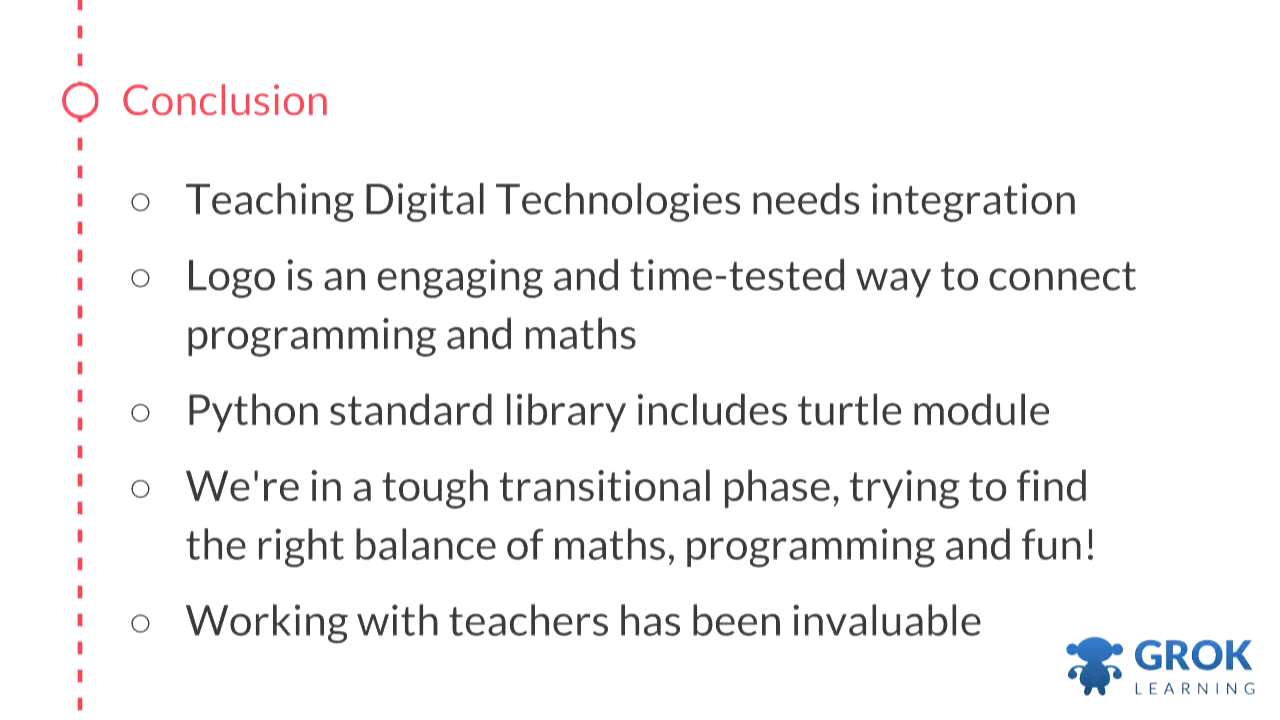 Conclusion
○ Teaching Digital Technologies needs integration
○ Logo is an engaging and time-tested way to connect
programming and maths
○ Python standard library includes turtle module
○ We're in a tough transitional phase, trying to find
the right balance of maths, programming and fun!
○ Working with teachers has been invaluable
GROK
LEARNING